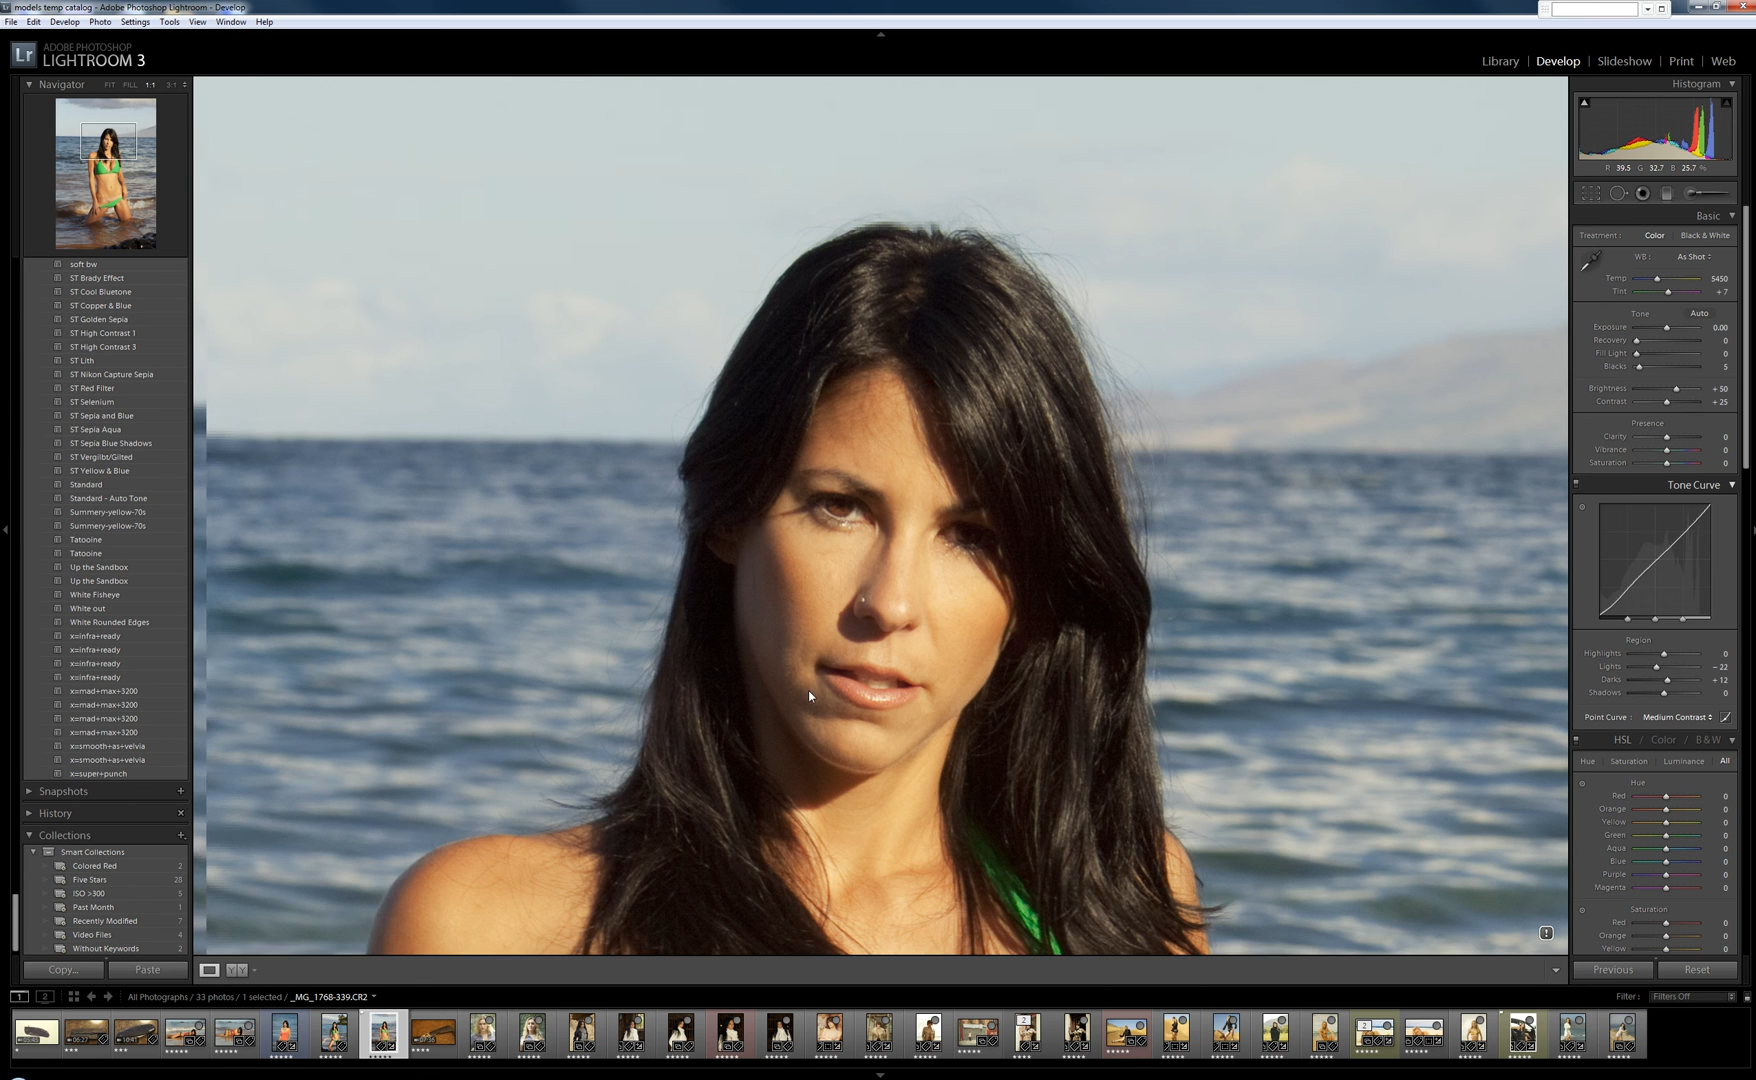 models temp catalog - Adobe Photoshop Lightroom - Develop
File Edit Develop Photo Settings Tools View Window Help
Lr ADOBE PHOTOSHOP
LIGHTROOM 3
Library | Develop | Slideshow | Print | Web
Navigator FIT FILL 1:1 3:1
soft bw
ST Brady Effect
ST Cool Bluetone
ST Copper & Blue
ST Golden Sepia
ST High Contrast 1
ST High Contrast 3
ST Lith
ST Nikon Capture Sepia
ST Red Filter
ST Selenium
ST Sepia and Blue
ST Sepia Aqua
ST Sepia Blue Shadows
ST Vergilbt/Gilted
ST Yellow & Blue
Standard
Standard - Auto Tone
Summery-yellow-70s
Summery-yellow-70s
Tatooine
Tatooine
Up the Sandbox
Up the Sandbox
White Fisheye
White out
White Rounded Edges
x=infra+ready
x=infra+ready
x=infra+ready
x=infra+ready
x=mad+max+3200
x=mad+max+3200
x=mad+max+3200
x=mad+max+3200
x=smooth+as+velvia
x=smooth+as+velvia
x=super+punch
Snapshots +
History ×
Collections +
Smart Collections
Colored Red 2
Five Stars 28
ISO >300 5
Past Month 1
Recently Modified 7
Video Files 4
Without Keywords 2
Copy... Paste
Histogram
R 39.5 G 32.7 B 25.7 %
Basic
Treatment : Color Black & White
WB : As Shot
Temp 5450
Tint + 7
Tone Auto
Exposure 0.00
Recovery 0
Fill Light 0
Blacks 5
Brightness + 50
Contrast + 25
Presence
Clarity 0
Vibrance 0
Saturation 0
Tone Curve
Region
Highlights 0
Lights - 22
Darks + 12
Shadows 0
Point Curve : Medium Contrast
HSL / Color / B & W
Hue Saturation Luminance All
Hue
Red 0
Orange 0
Yellow 0
Green 0
Aqua 0
Blue 0
Purple 0
Magenta 0
Saturation
Red 0
Orange 0
Yellow 0
Previous Reset
1 2 All Photographs / 33 photos / 1 selected / _MG_1768-339.CR2
Filter : Filters Off